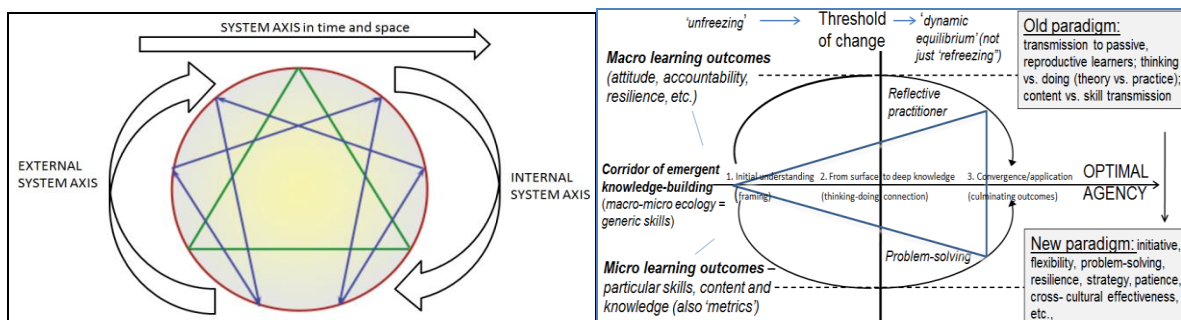 SYSTEM AXIS in time and space
EXTERNAL
SYSTEM AXIS
INTERNAL
SYSTEM AXIS
‘unfreezing’
Threshold
of change
‘dynamic
equilibrium’ (not
just ‘refreezing”)
Old paradigm:
transmission to passive,
reproductive learners; thinking
vs. doing (theory vs. practice);
content vs. skill transmission
Macro learning outcomes
(attitude, accountability,
resilience, etc.)
Reflective
practitioner
Corridor of emergent
knowledge-building
(macro-micro ecology =
generic skills)
1. Initial understanding
(framing)
2. From surface to deep knowledge
(thinking-doing connection)
3. Convergence/application
(culminating outcomes)
OPTIMAL
AGENCY
Micro learning outcomes –
particular skills, content and
knowledge (also ‘metrics’)
Problem-solving
New paradigm: initiative,
flexibility, problem-solving,
resilience, strategy, patience,
cross- cultural effectiveness,
etc.,